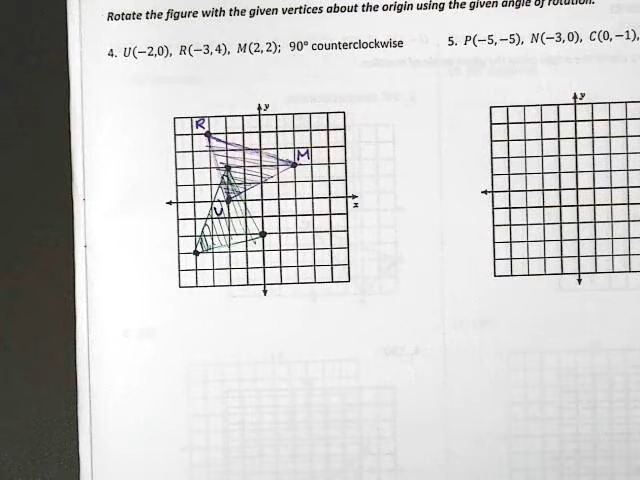 Rotate the figure with the given vertices about the origin using the given angle of rotation.
4. U(−2,0), R(−3,4), M(2,2); 90° counterclockwise
5. P(−5,−5), N(−3,0), C(0,−1),
y
y
R
M
U
x